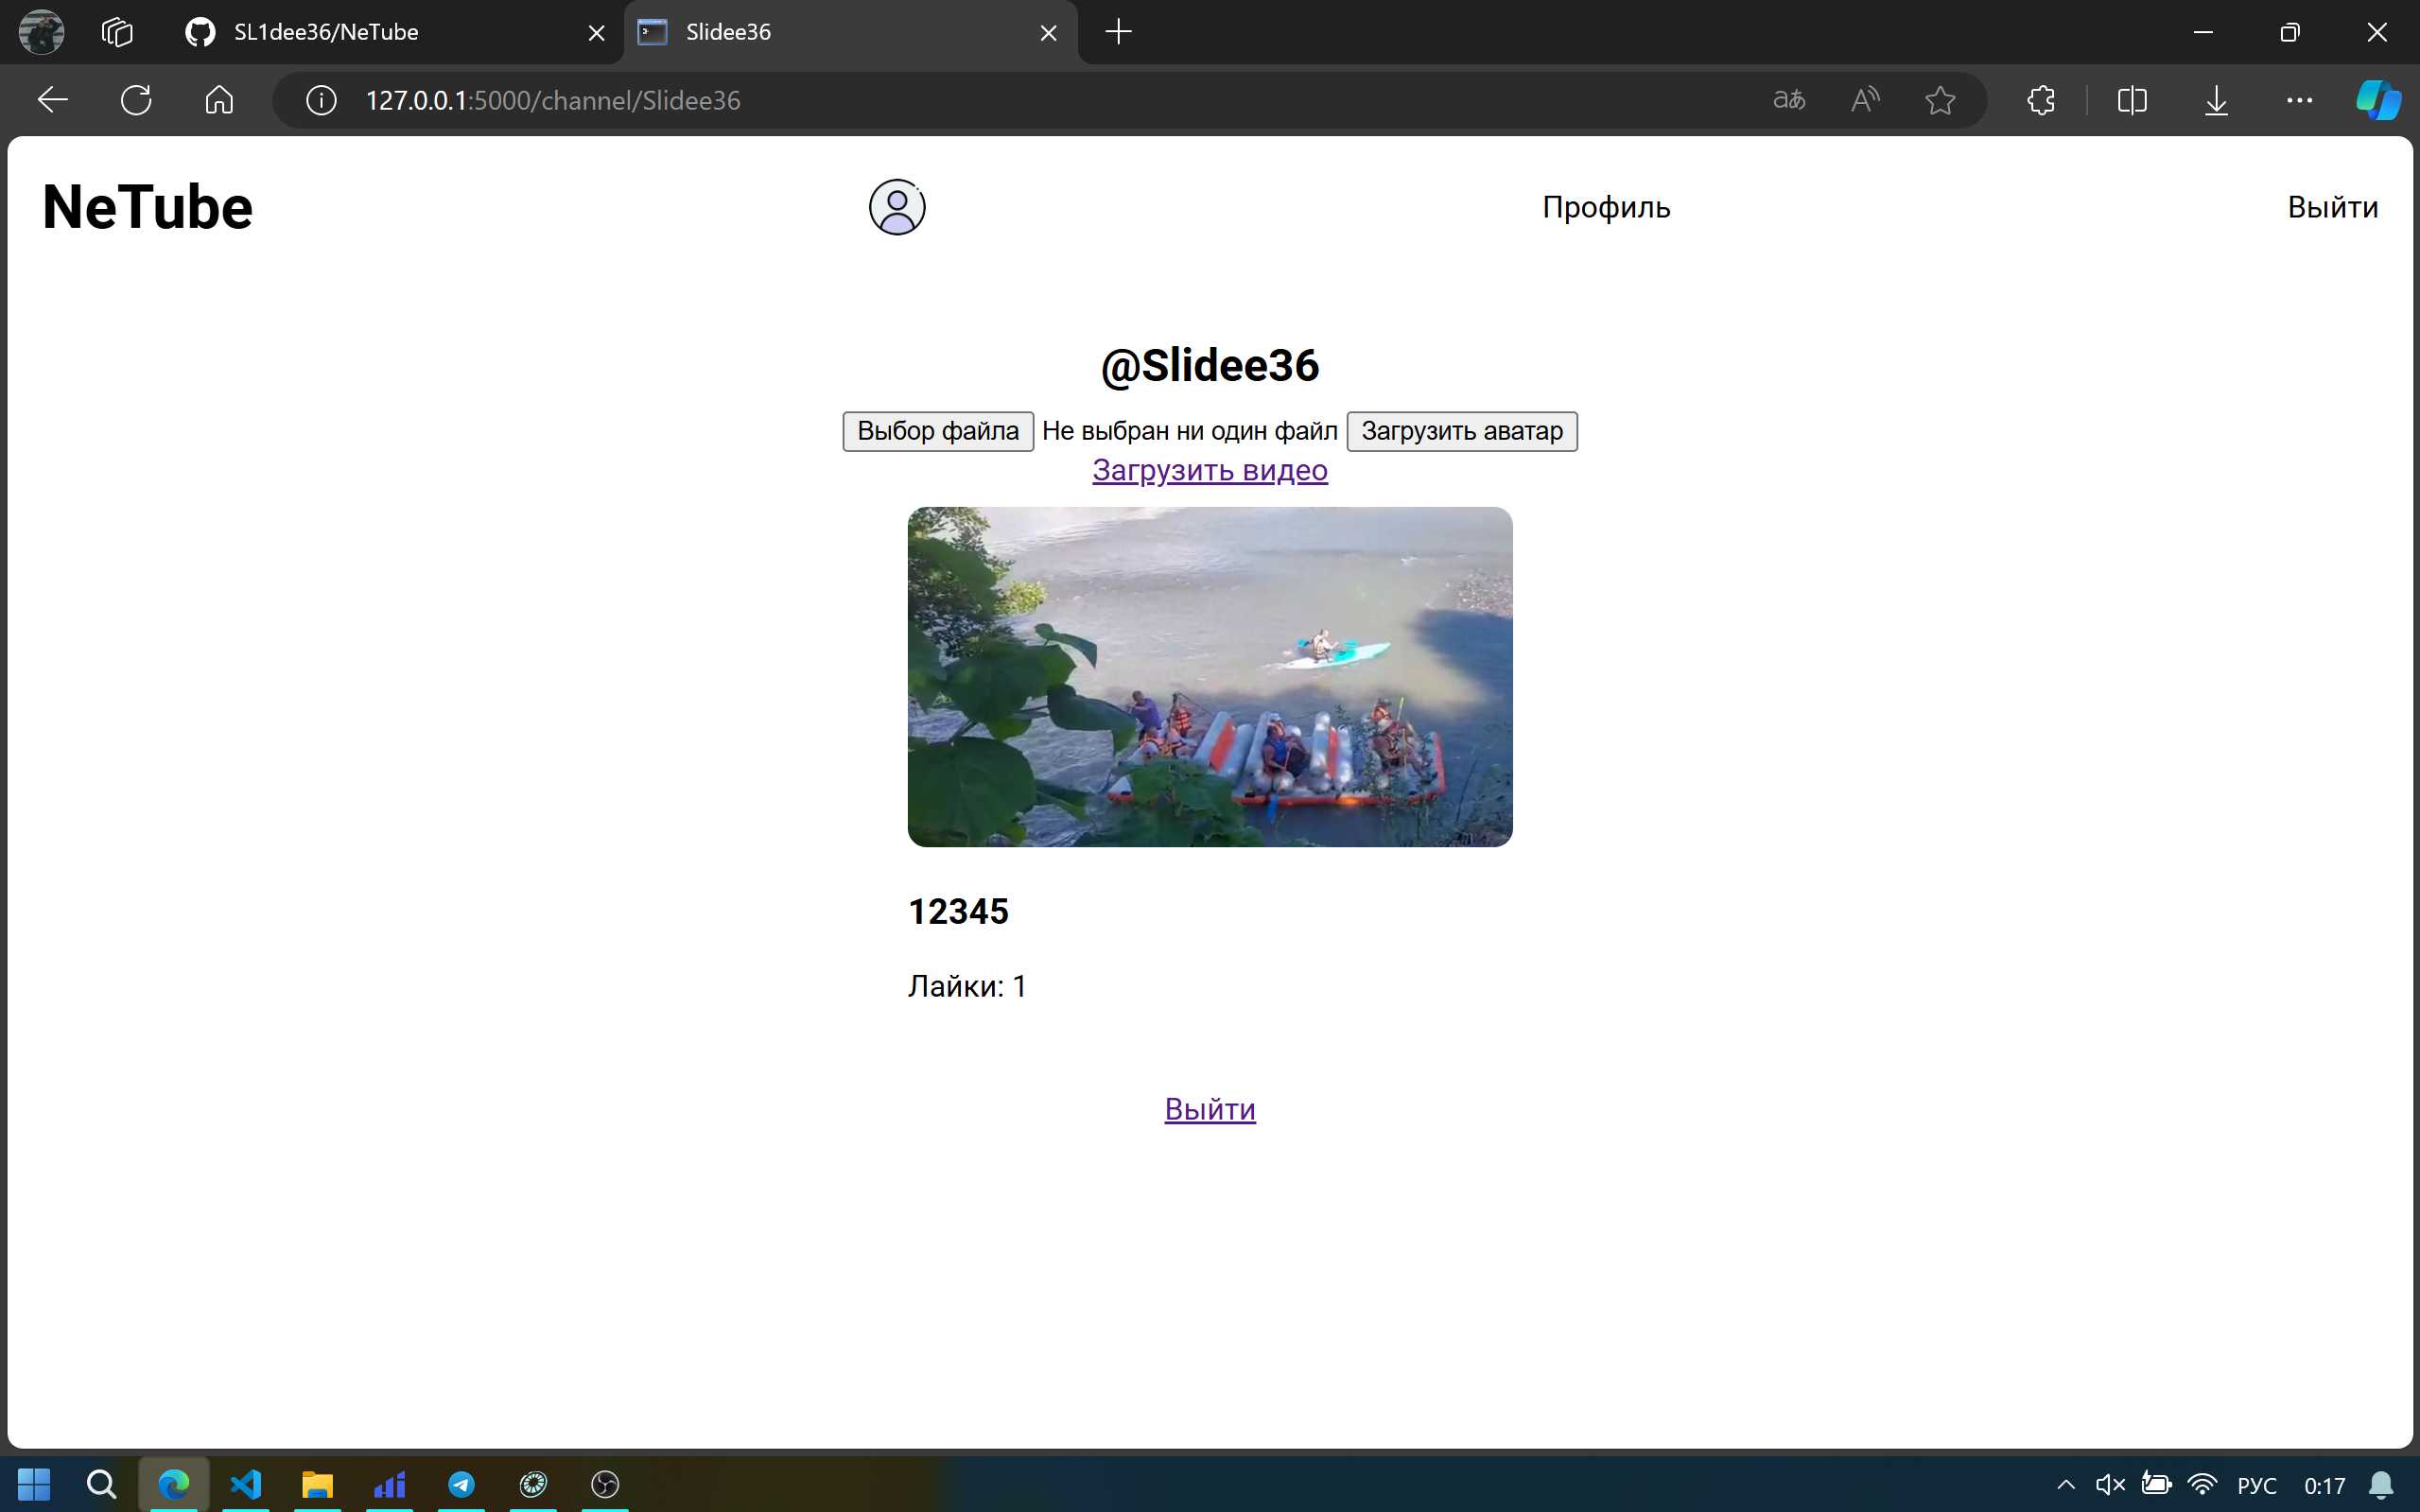 SL1dee36/NeTube
Slidee36
127.0.0.1:5000/channel/Slidee36
NeTube
Профиль
Выйти
@Slidee36
Выбор файла Не выбран ни один файл Загрузить аватар
Загрузить видео
12345
Лайки: 1
Выйти
РУС 0:17